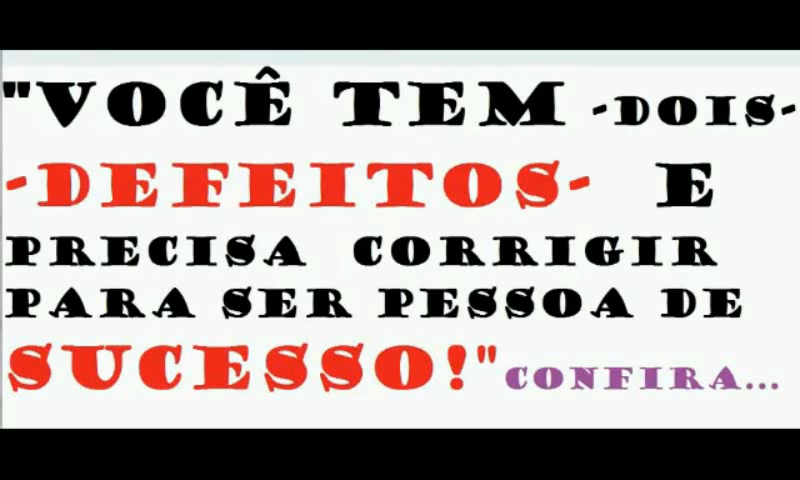 "VOCÊ TEM -DOIS-
-DEFEITOS- E
PRECISA CORRIGIR
PARA SER PESSOA DE
SUCESSO!" CONFIRA...